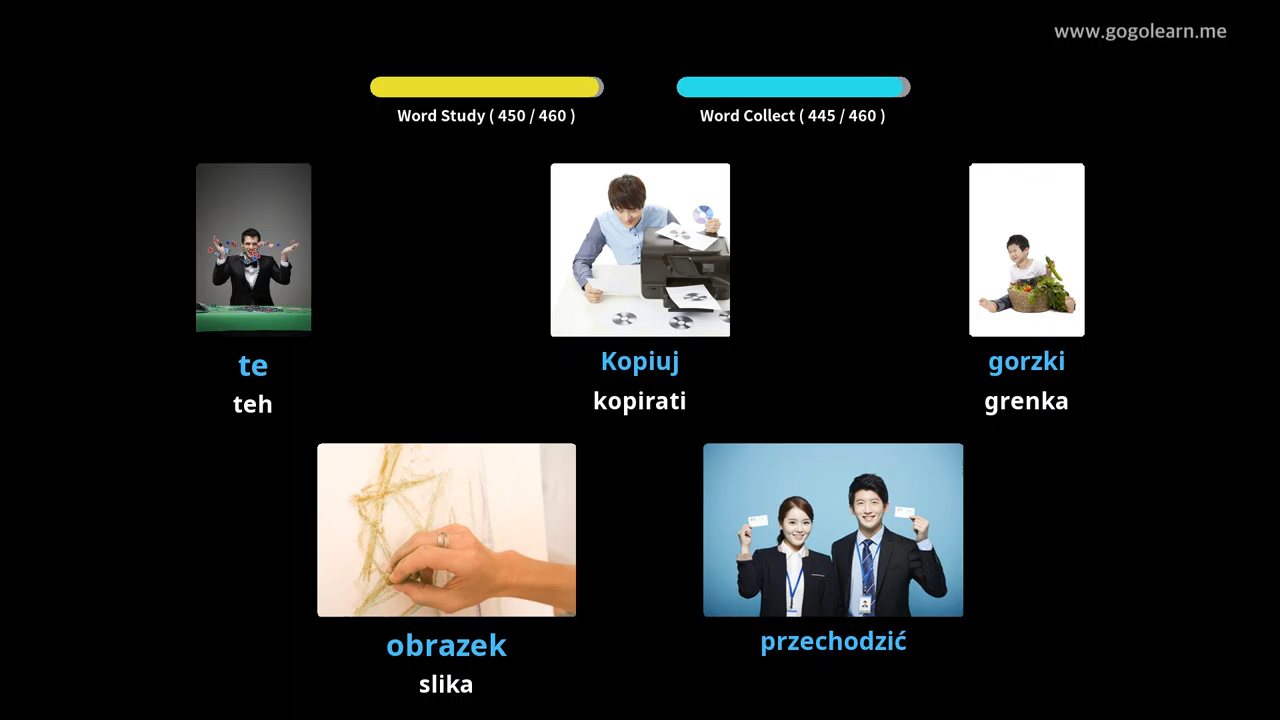 www.gogolearn.me
Word Study ( 450 / 460 )
Word Collect ( 445 / 460 )
te
teh
Kopiuj
kopirati
gorzki
grenka
obrazek
slika
przechodzić